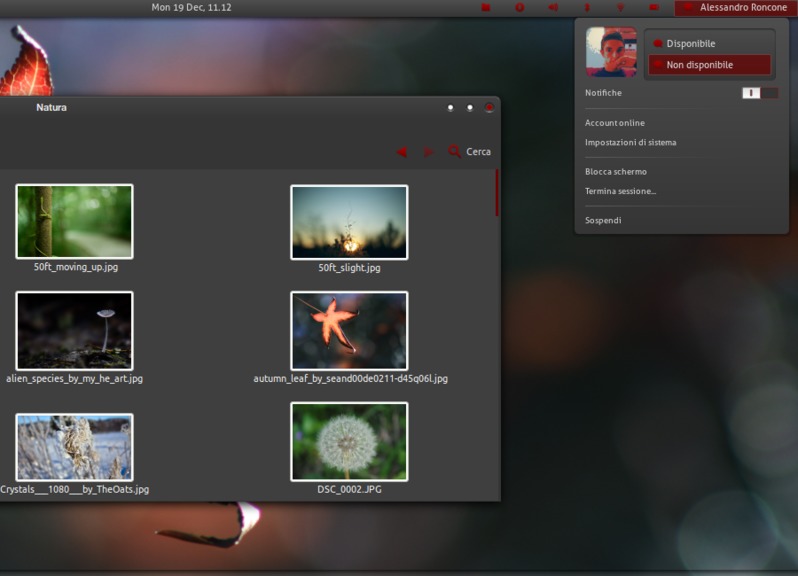 Mon 19 Dec, 11.12
Alessandro Roncone
Disponibile
Non disponibile
Notifiche
Account online
Impostazioni di sistema
Blocca schermo
Termina sessione...
Sospendi
Natura
Cerca
50ft_moving_up.jpg
50ft_slight.jpg
alien_species_by_my_he_art.jpg
autumn_leaf_by_seand00de0211-d45q06l.jpg
Crystals___1080___by_TheOats.jpg
DSC_0002.JPG